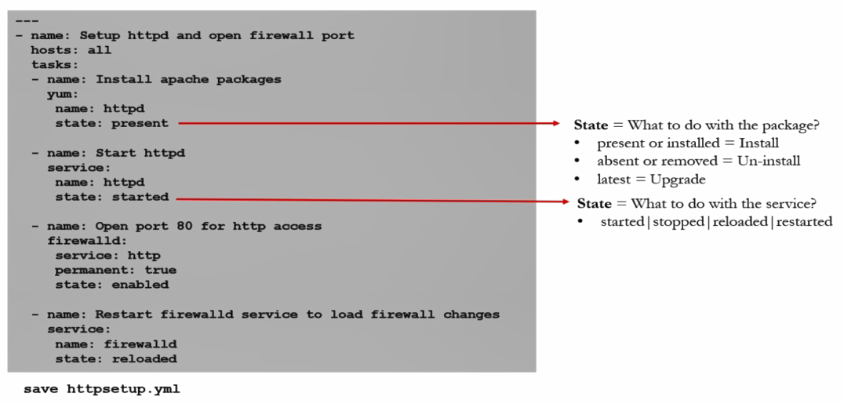 ---
- name: Setup httpd and open firewall port
  hosts: all
  tasks:
  - name: Install apache packages
    yum:
     name: httpd
     state: present

  - name: Start httpd
    service:
     name: httpd
     state: started

  - name: Open port 80 for http access
    firewalld:
     service: http
     permanent: true
     state: enabled

  - name: Restart firewalld service to load firewall changes
    service:
     name: firewalld
     state: reloaded
save httpsetup.yml
State = What to do with the package?
• present or installed = Install
• absent or removed = Un-install
• latest = Upgrade
State = What to do with the service?
• started|stopped|reloaded|restarted